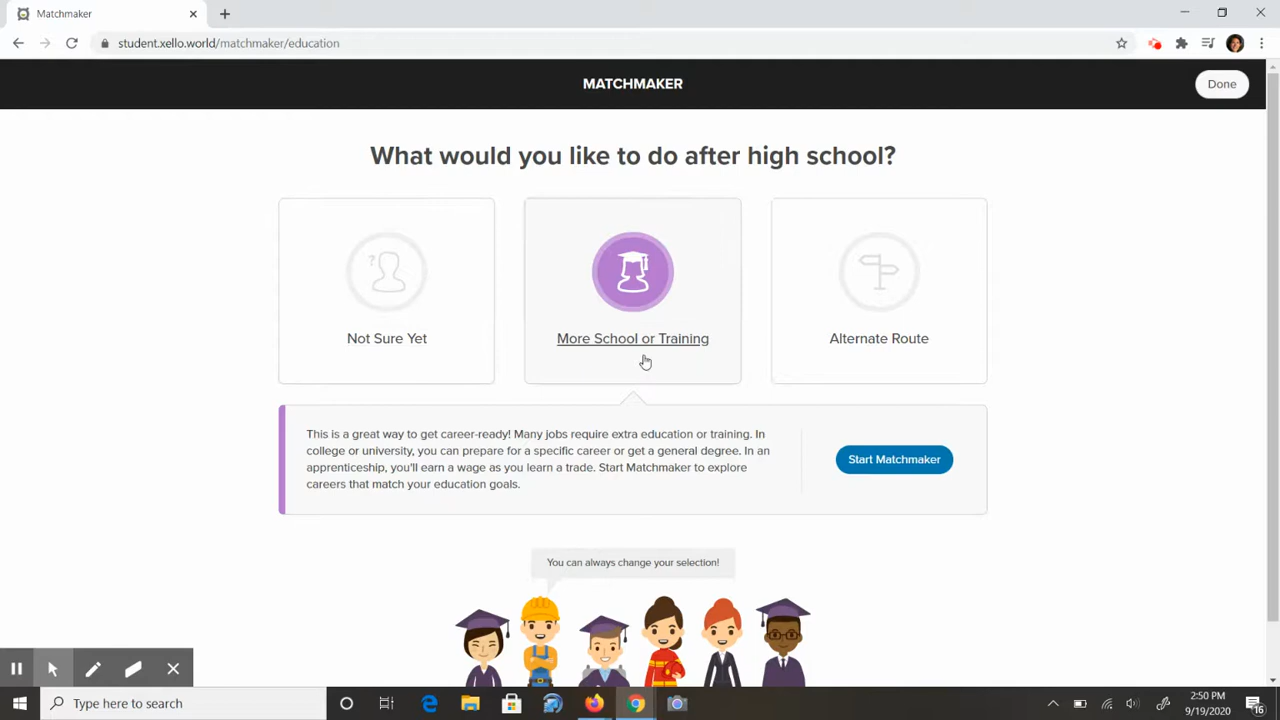 Matchmaker
student.xello.world/matchmaker/education
MATCHMAKER
Done
What would you like to do after high school?
?
Not Sure Yet
More School or Training
Alternate Route
This is a great way to get career-ready! Many jobs require extra education or training. In
college or university, you can prepare for a specific career or get a general degree. In an
apprenticeship, you'll earn a wage as you learn a trade. Start Matchmaker to explore
careers that match your education goals.
Start Matchmaker
You can always change your selection!
Type here to search
2:50 PM
9/19/2020
16